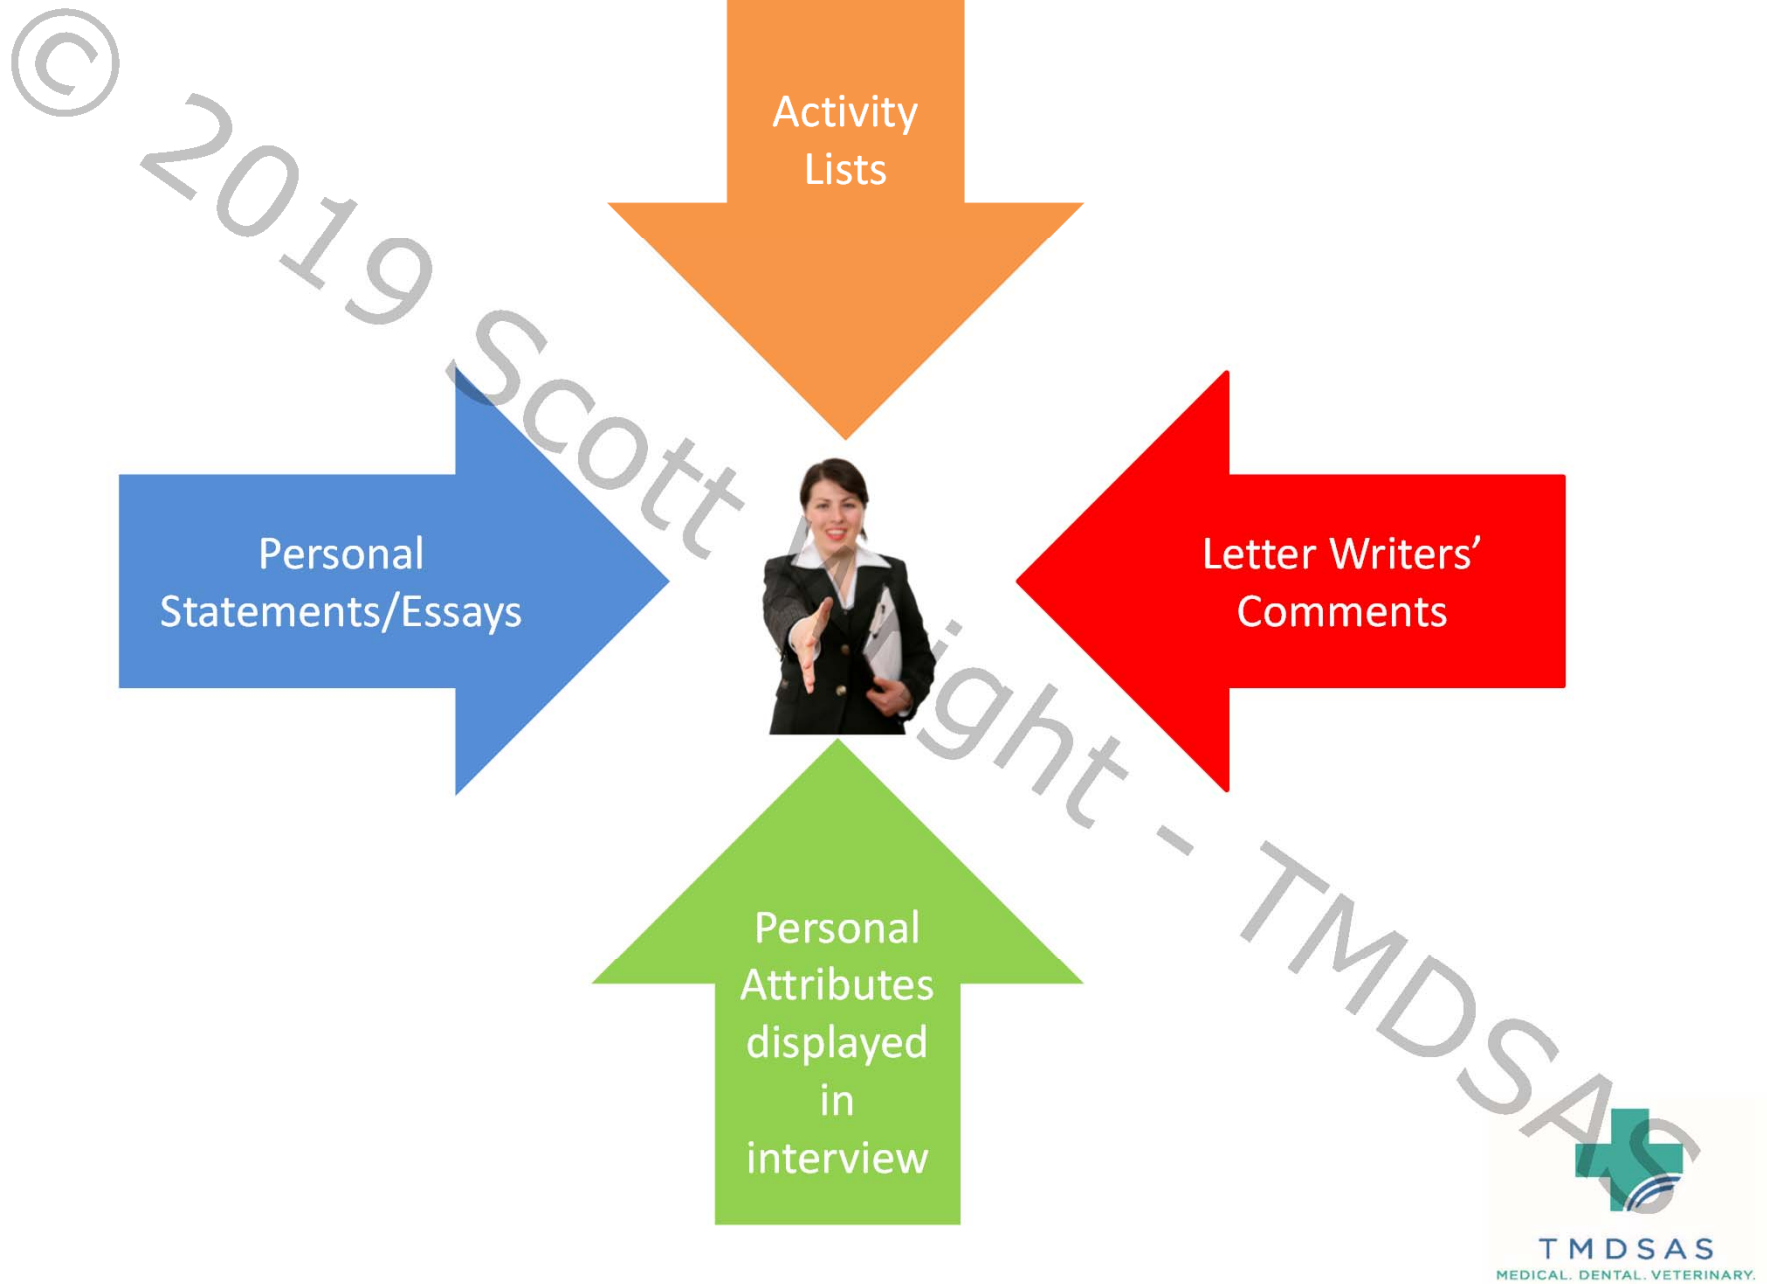 © 2019 Scott Wright - TMDSAS
Activity
Lists
Personal
Statements/Essays
Letter Writers’
Comments
Personal
Attributes
displayed
in
interview
TMDSAS
MEDICAL. DENTAL. VETERINARY.